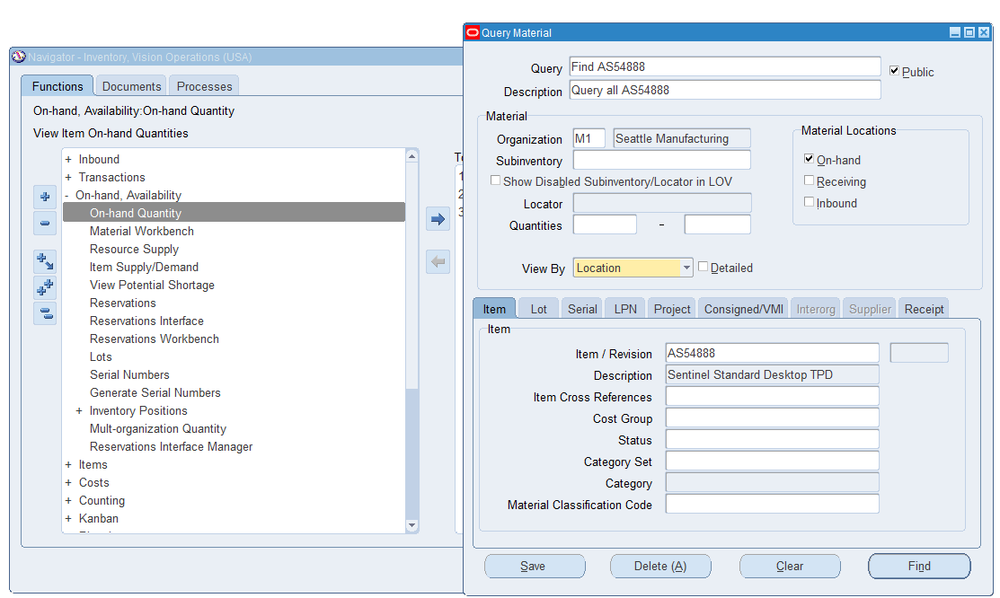 Navigator - Inventory, Vision Operations (USA)
Functions
Documents
Processes
On-hand, Availability:On-hand Quantity
View Item On-hand Quantities
+ Inbound
+ Transactions
- On-hand, Availability
On-hand Quantity
Material Workbench
Resource Supply
Item Supply/Demand
View Potential Shortage
Reservations
Reservations Interface
Reservations Workbench
Lots
Serial Numbers
Generate Serial Numbers
+ Inventory Positions
Mult-organization Quantity
Reservations Interface Manager
+ Items
+ Costs
+ Counting
+ Kanban
1
2
3
Query Material
Query Find AS54888
Public
Description Query all AS54888
Material
Organization M1 Seattle Manufacturing
Subinventory
Show Disabled Subinventory/Locator in LOV
Locator
Quantities -
View By Location Detailed
Material Locations
On-hand
Receiving
Inbound
Item Lot Serial LPN Project Consigned/VMI Interorg Supplier Receipt
Item
Item / Revision AS54888
Description Sentinel Standard Desktop TPD
Item Cross References
Cost Group
Status
Category Set
Category
Material Classification Code
Save Delete (A) Clear Find